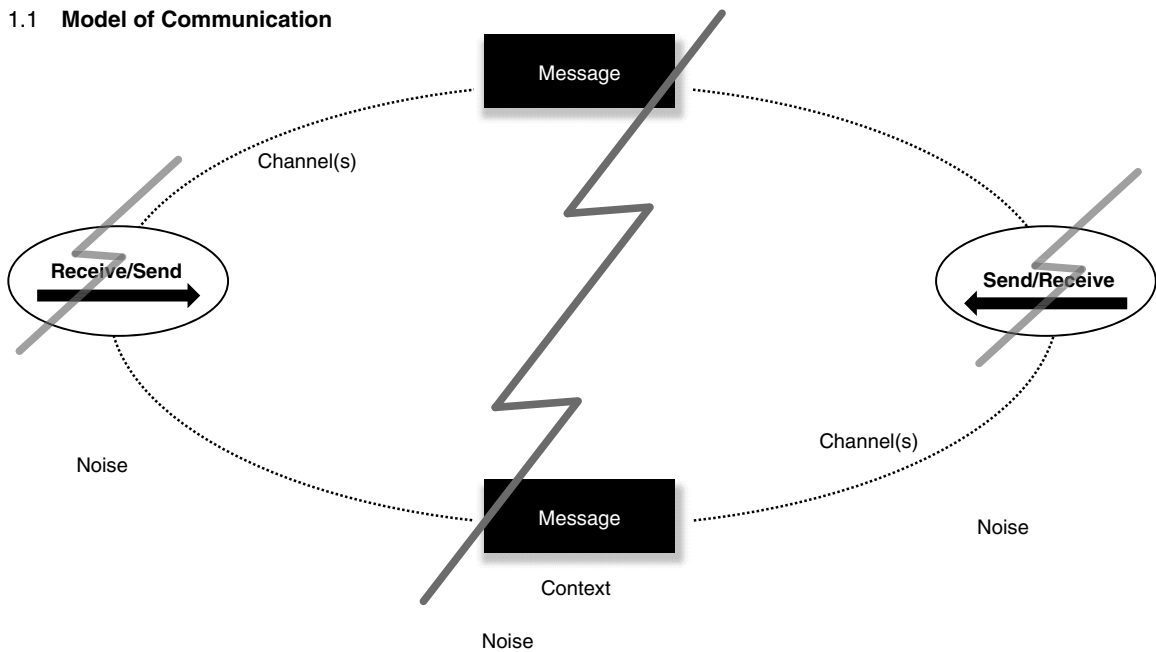 1.1 Model of Communication
Message
Channel(s)
Receive/Send
Send/Receive
Channel(s)
Noise
Message
Noise
Context
Noise